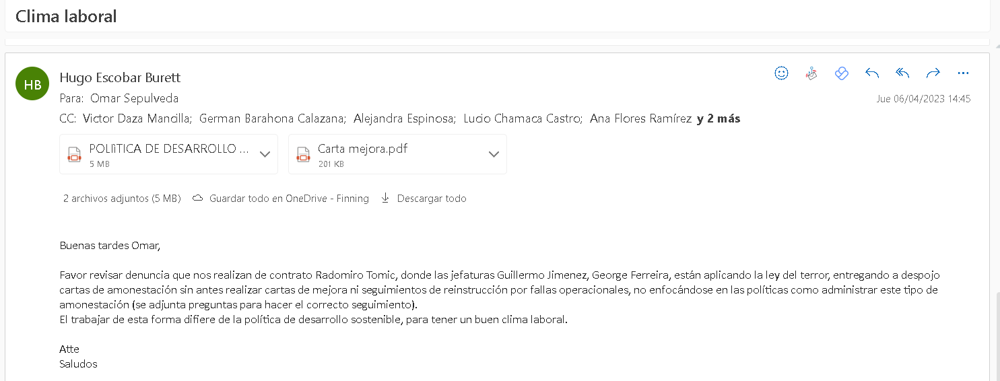 Clima laboral
HB
Hugo Escobar Burett
Para: Omar Sepulveda
Jue 06/04/2023 14:45
CC: Victor Daza Mancilla; German Barahona Calazana; Alejandra Espinosa; Lucio Chamaca Castro; Ana Flores Ramírez y 2 más
POLIìTICA DE DESARROLLO ...
5 MB
Carta mejora.pdf
201 KB
2 archivos adjuntos (5 MB) Guardar todo en OneDrive - Finning Descargar todo
Buenas tardes Omar,
Favor revisar denuncia que nos realizan de contrato Radomiro Tomic, donde las jefaturas Guillermo Jimenez, George Ferreira, están aplicando la ley del terror, entregando a despojo
cartas de amonestación sin antes realizar cartas de mejora ni seguimientos de reinstrucción por fallas operacionales, no enfocándose en las políticas como administrar este tipo de
amonestación (se adjunta preguntas para hacer el correcto seguimiento).
El trabajar de esta forma difiere de la política de desarrollo sostenible, para tener un buen clima laboral.
Atte
Saludos